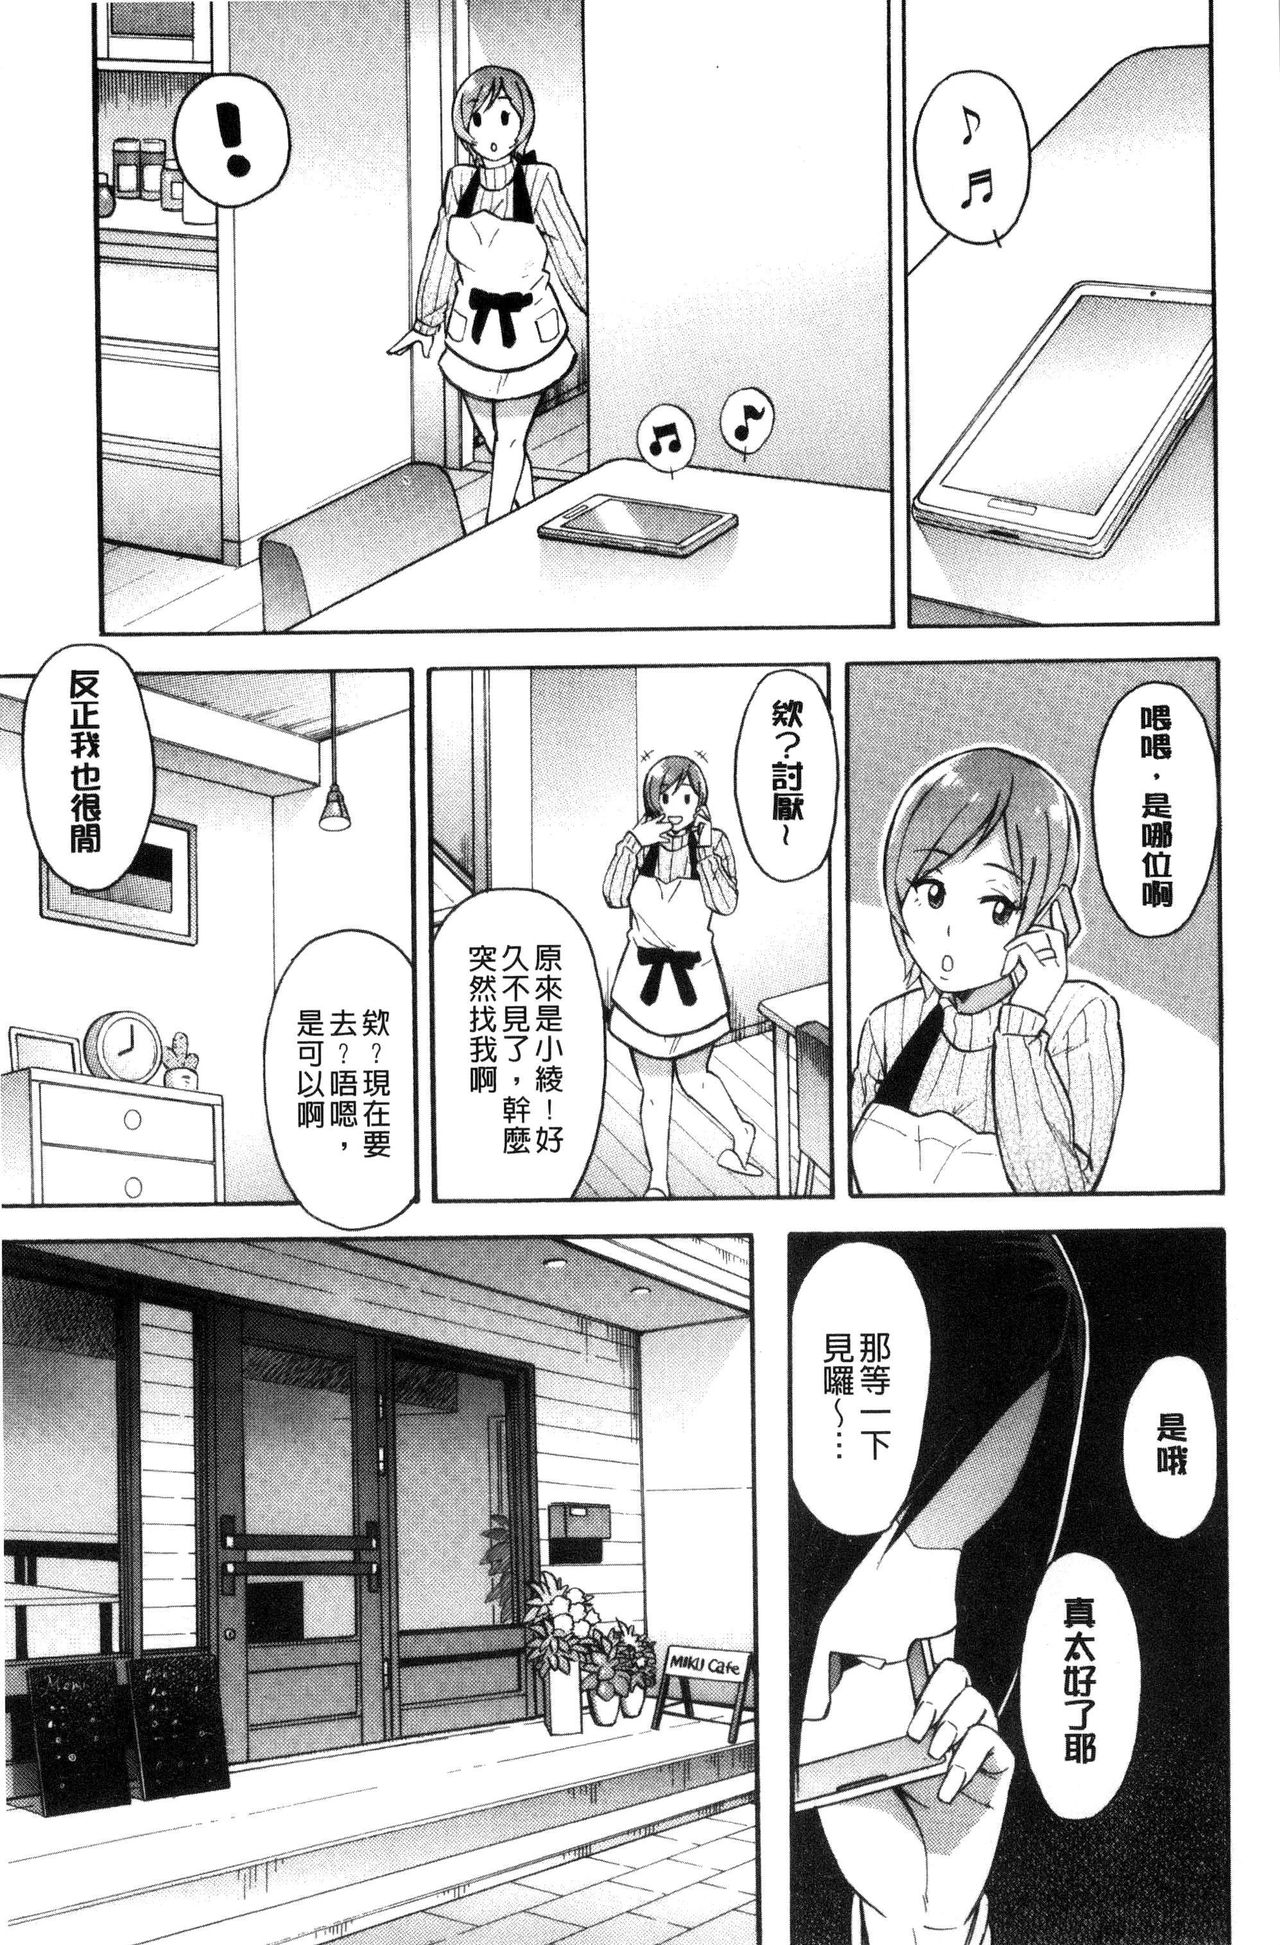 ！
喂喂，是哪位啊
欸？討厭～
原來是小綾！好
久不見了，幹麼
突然找我啊
欸？現在要
去？唔嗯，
是可以啊
反正我也很閒
是哦
真太好了耶
那等一下
見囉～…
MIKU Cafe
Menu